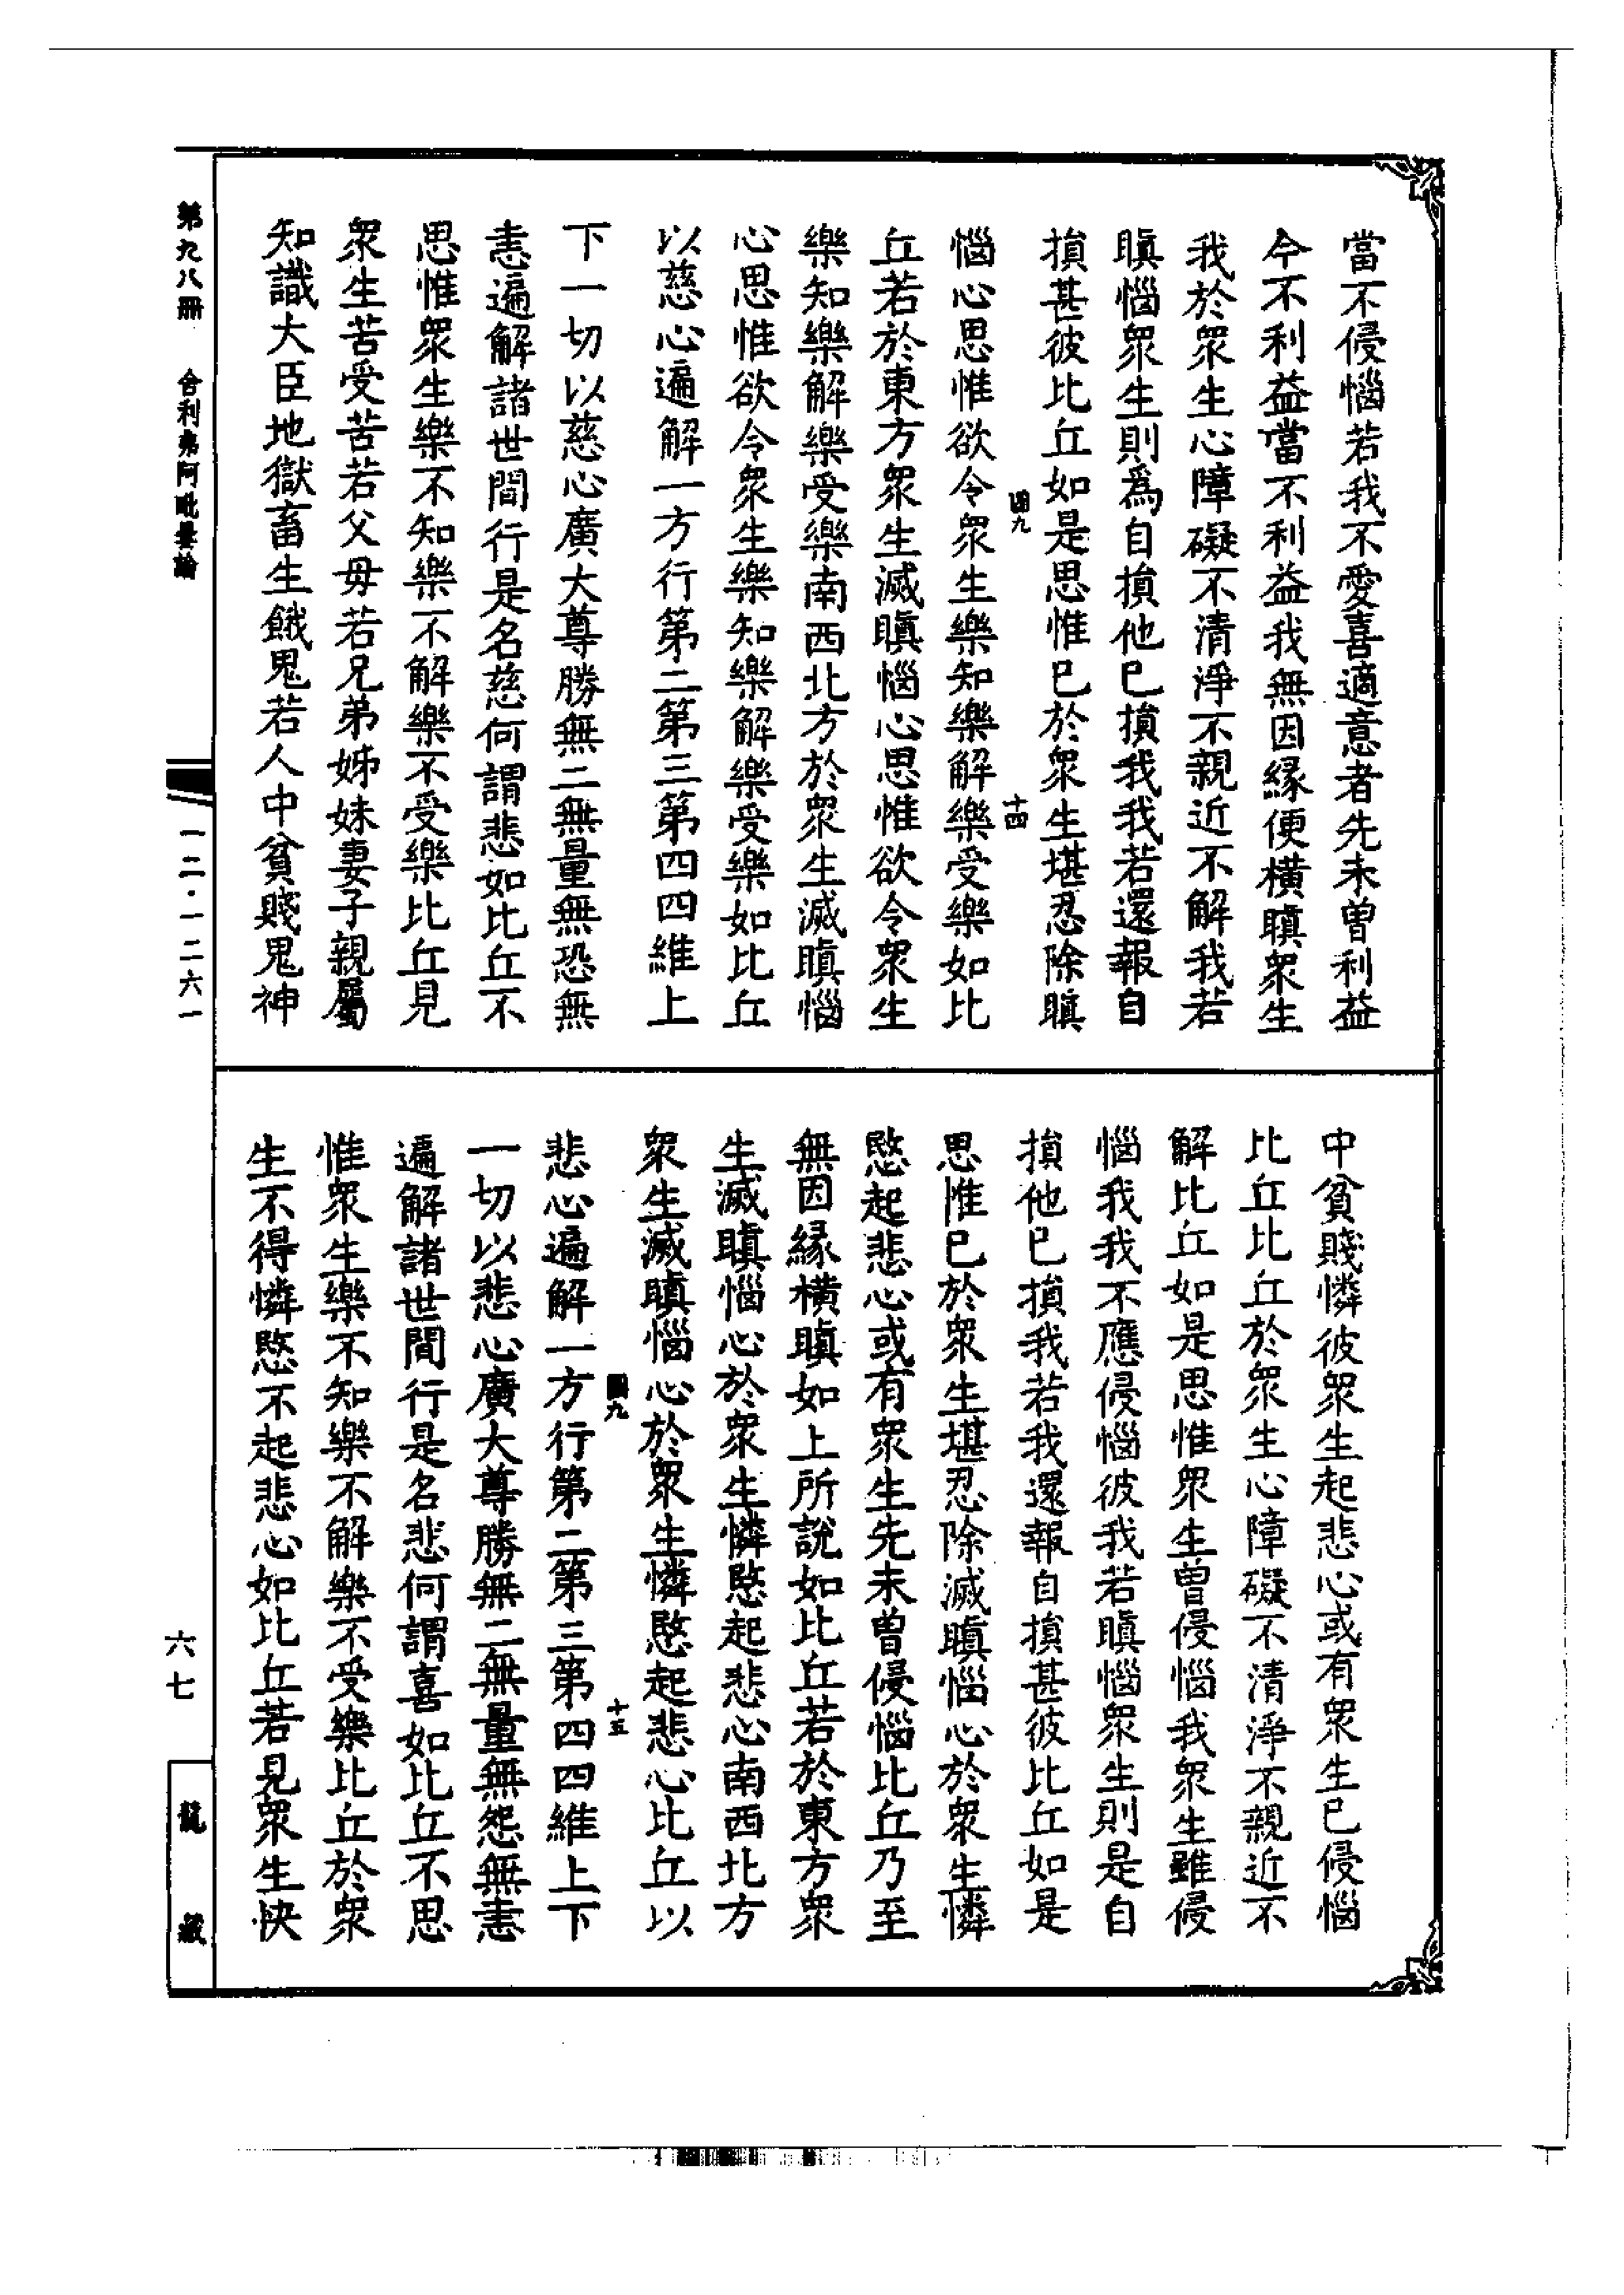 當不侵惱若我不愛喜適意者先未曾利益
今不利益當不利益我無因緣便橫瞋衆生
我於衆生心障礙不清淨不親近不解我若
瞋惱衆生則爲自損他已損我我若還報自
損甚彼比丘如是思惟已於衆生堪忍除瞋
圖九
十四
惱心思惟欲令衆生樂知樂解樂受樂如比
丘若於東方衆生滅瞋惱心思惟欲令衆生
樂知樂解樂受樂南西北方於衆生滅瞋惱
心思惟欲令衆生樂知樂解樂受樂如比丘
以慈心遍解一方行第二第三第四四維上
下一切以慈心廣大尊勝無二無量無恐無
恚遍解諸世間行是名慈何謂悲如比丘不
思惟衆生樂不知樂不解樂不受樂比丘見
衆生苦受苦若父母若兄弟姊妹妻子親屬
知識大臣地獄畜生餓鬼若人中貧賤鬼神
中貧賤憐彼衆生起悲心或有衆生已侵惱
比丘比丘於衆生心障礙不清淨不親近不
解比丘如是思惟衆生曾侵惱我衆生雖侵
惱我我不應侵惱彼我若瞋惱衆生則是自
損他已損我若我還報自損甚彼比丘如是
思惟已於衆生堪忍除滅瞋惱心於衆生憐
愍起悲心或有衆生先未曾侵惱比丘乃至
無因緣橫瞋如上所說如比丘若於東方衆
生滅瞋惱心於衆生憐愍起悲心南西北方
衆生滅瞋惱心於衆生憐愍起悲心比丘以
圖九
十五
悲心遍解一方行第二第三第四四維上下
一切以悲心廣大尊勝無二無量無怨無恚
遍解諸世間行是名悲何謂喜如比丘不思
惟衆生樂不知樂不解樂不受樂比丘於衆
生不得憐愍不起悲心如比丘若見衆生快
第九八冊 舍利弗阿毗曇論
一二·一二六一
六七
龍藏